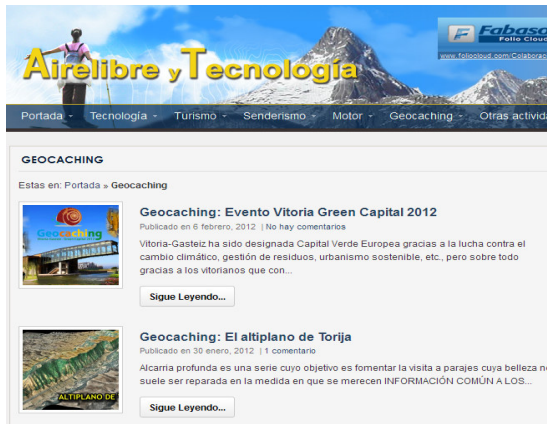 Fabaso
Folio Cloud
www.foliocloud.com/Colaborac
Airelibre y Tecnología
Portada Tecnología Turismo Senderismo Motor Geocaching Otras activida
GEOCACHING
Estas en: Portada » Geocaching
Geocaching
Geocaching: Evento Vitoria Green Capital 2012
Publicado en 6 febrero, 2012 | No hay comentarios
Vitoria-Gasteiz ha sido designada Capital Verde Europea gracias a la lucha contra el
cambio climático, gestión de residuos, urbanismo sostenible, etc., pero sobre todo
gracias a los vitorianos que con...
Sigue Leyendo...
ALTIPLANO DE
Geocaching: El altiplano de Torija
Publicado en 30 enero, 2012 | 1 comentario
Alcarria profunda es una serie cuyo objetivo es fomentar la visita a parajes cuya belleza no
suele ser reparada en la medida en que se merecen INFORMACIÓN COMÚN A LOS...
Sigue Leyendo...